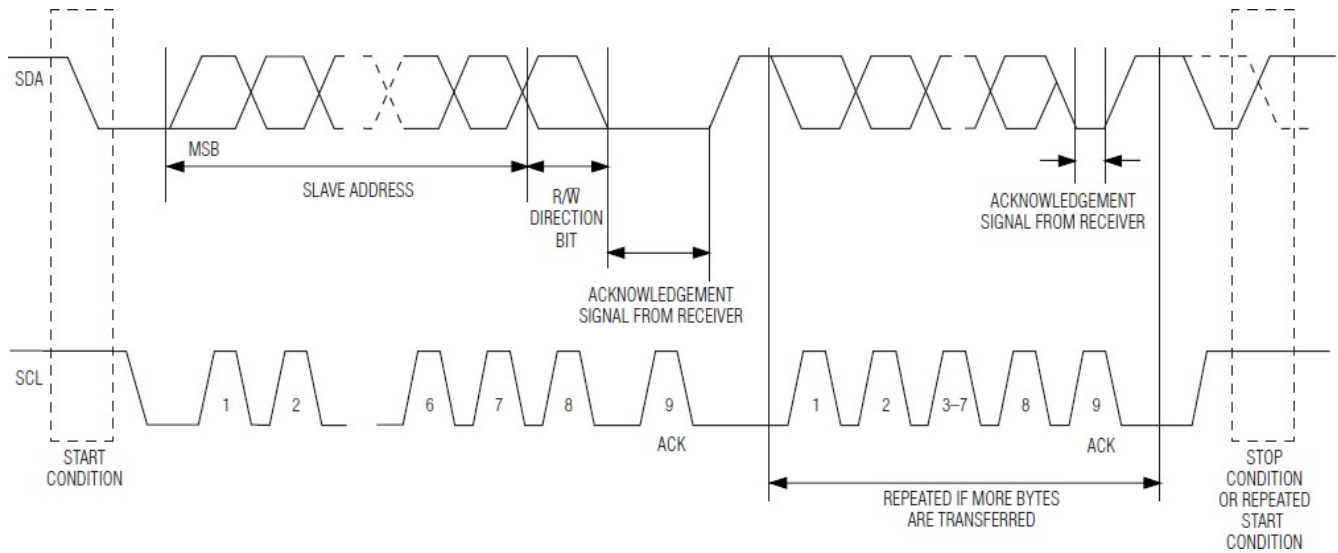 SDA
MSB
SLAVE ADDRESS
R/W̅
DIRECTION
BIT
ACKNOWLEDGEMENT
SIGNAL FROM RECEIVER
ACKNOWLEDGEMENT
SIGNAL FROM RECEIVER
SCL
1 2 6 7 8 9 1 2 3–7 8 9
ACK ACK
START
CONDITION
REPEATED IF MORE BYTES
ARE TRANSFERRED
STOP
CONDITION
OR REPEATED
START
CONDITION